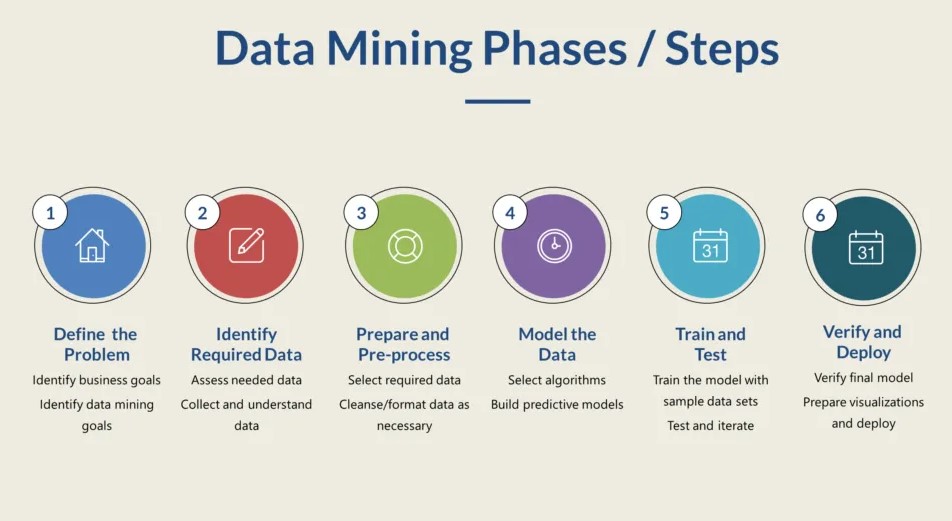 Data Mining Phases / Steps
1
2
3
4
5
6
31
31
Define the
Problem
Identify business goals
Identify data mining
goals
Identify
Required Data
Assess needed data
Collect and understand
data
Prepare and
Pre-process
Select required data
Cleanse/format data as
necessary
Model the
Data
Select algorithms
Build predictive models
Train and
Test
Train the model with
sample data sets
Test and iterate
Verify and
Deploy
Verify final model
Prepare visualizations
and deploy